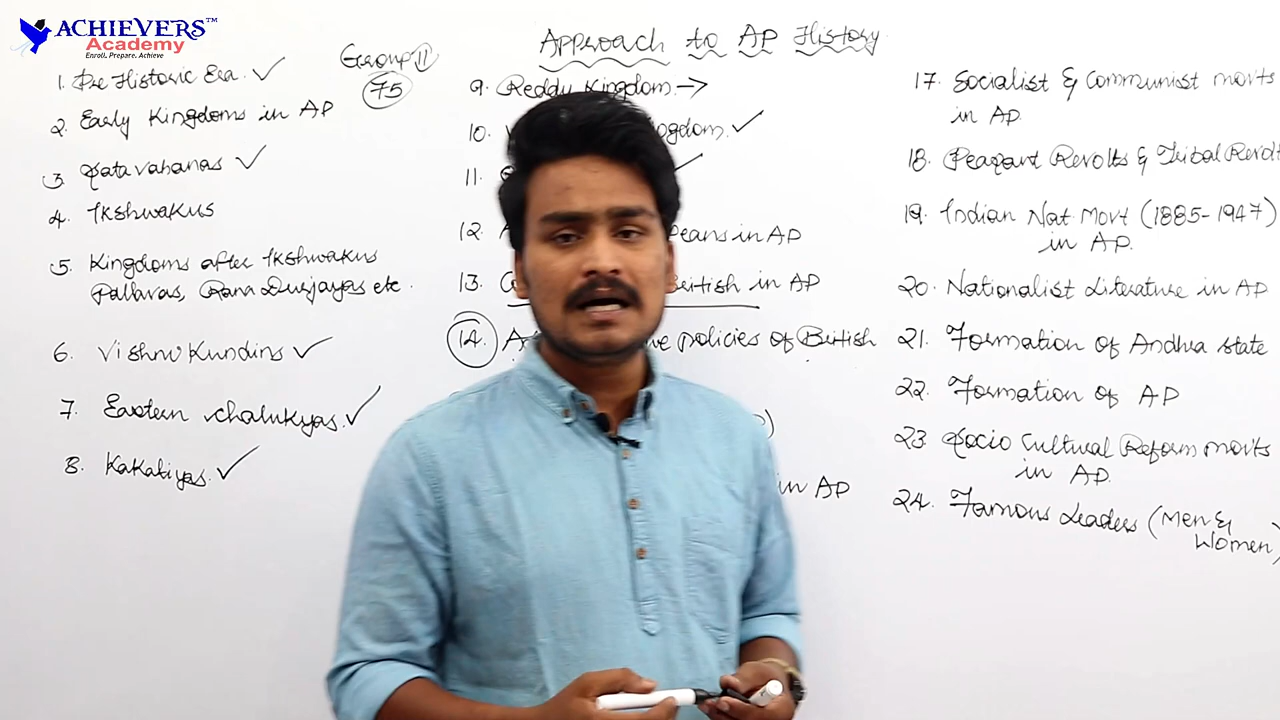 ACHIEVERS™
Academy
Enroll, Prepare, Achieve
Approach to AP History
Group II
75
1. Pre Historic Era. ✓
2. Early Kingdoms in AP
3. Satavahanas ✓
4. Ikshwakus
5. Kingdoms after Ikshwakus
Pallavas, Rana Durjayas etc.
6. Vishnu Kundins ✓
7. Eastern chalukyas. ✓
8. Kakatiyas. ✓
9. Reddy Kingdom. →
10. ✓
11.
12. in AP
13. British in AP
14. policies of British
in AP
17. Socialist & Communist movts
in AP
18. Peasant Revolts & Tribal Revolt
19. Indian Nat. Movt (1885-1947)
in AP.
20. Nationalist Literature in AP
21. Formation of Andhra state
22. Formation of AP
23 Socio Cultural Reform movts
in AP.
24. Famous Leaders (Men &
Women)